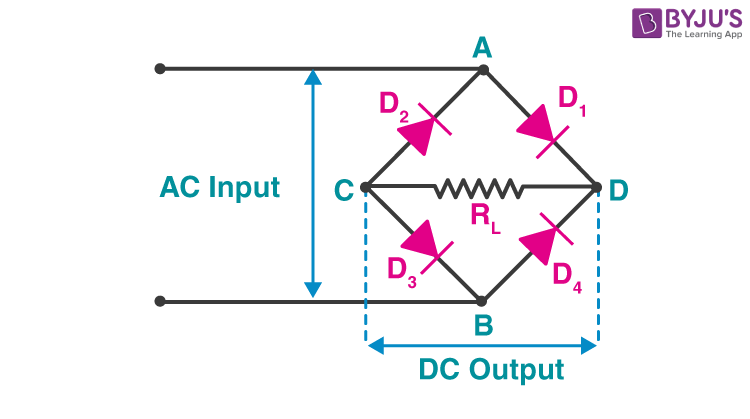 BYJU'S
The Learning App
A
D2
D1
AC Input
C
RL
D
D3
D4
B
DC Output